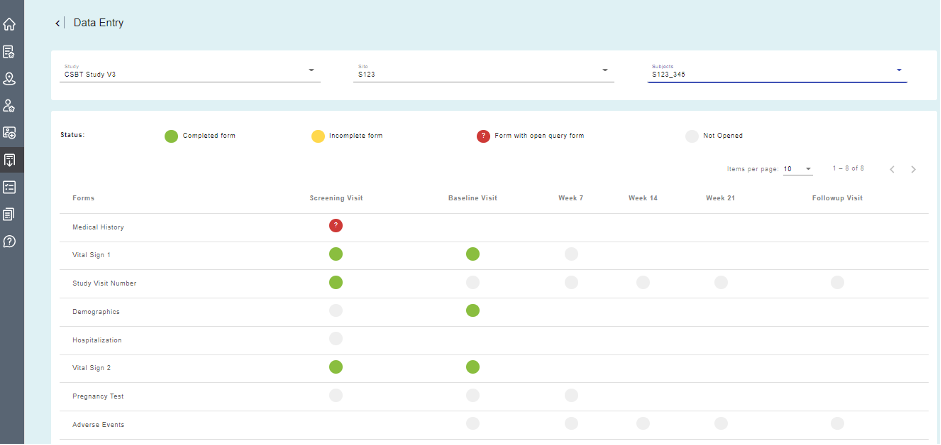 Data Entry
Study
CSBT Study V3
Site
S123
Subjects
S123_345
Status:
Completed form
Incomplete form
?
Form with open query form
Not Opened
Items per page: 10
1 – 8 of 8
Forms Screening Visit Baseline Visit Week 7 Week 14 Week 21 Followup Visit
Medical History ?
Vital Sign 1
Study Visit Number
Demographics
Hospitalization
Vital Sign 2
Pregnancy Test
Adverse Events